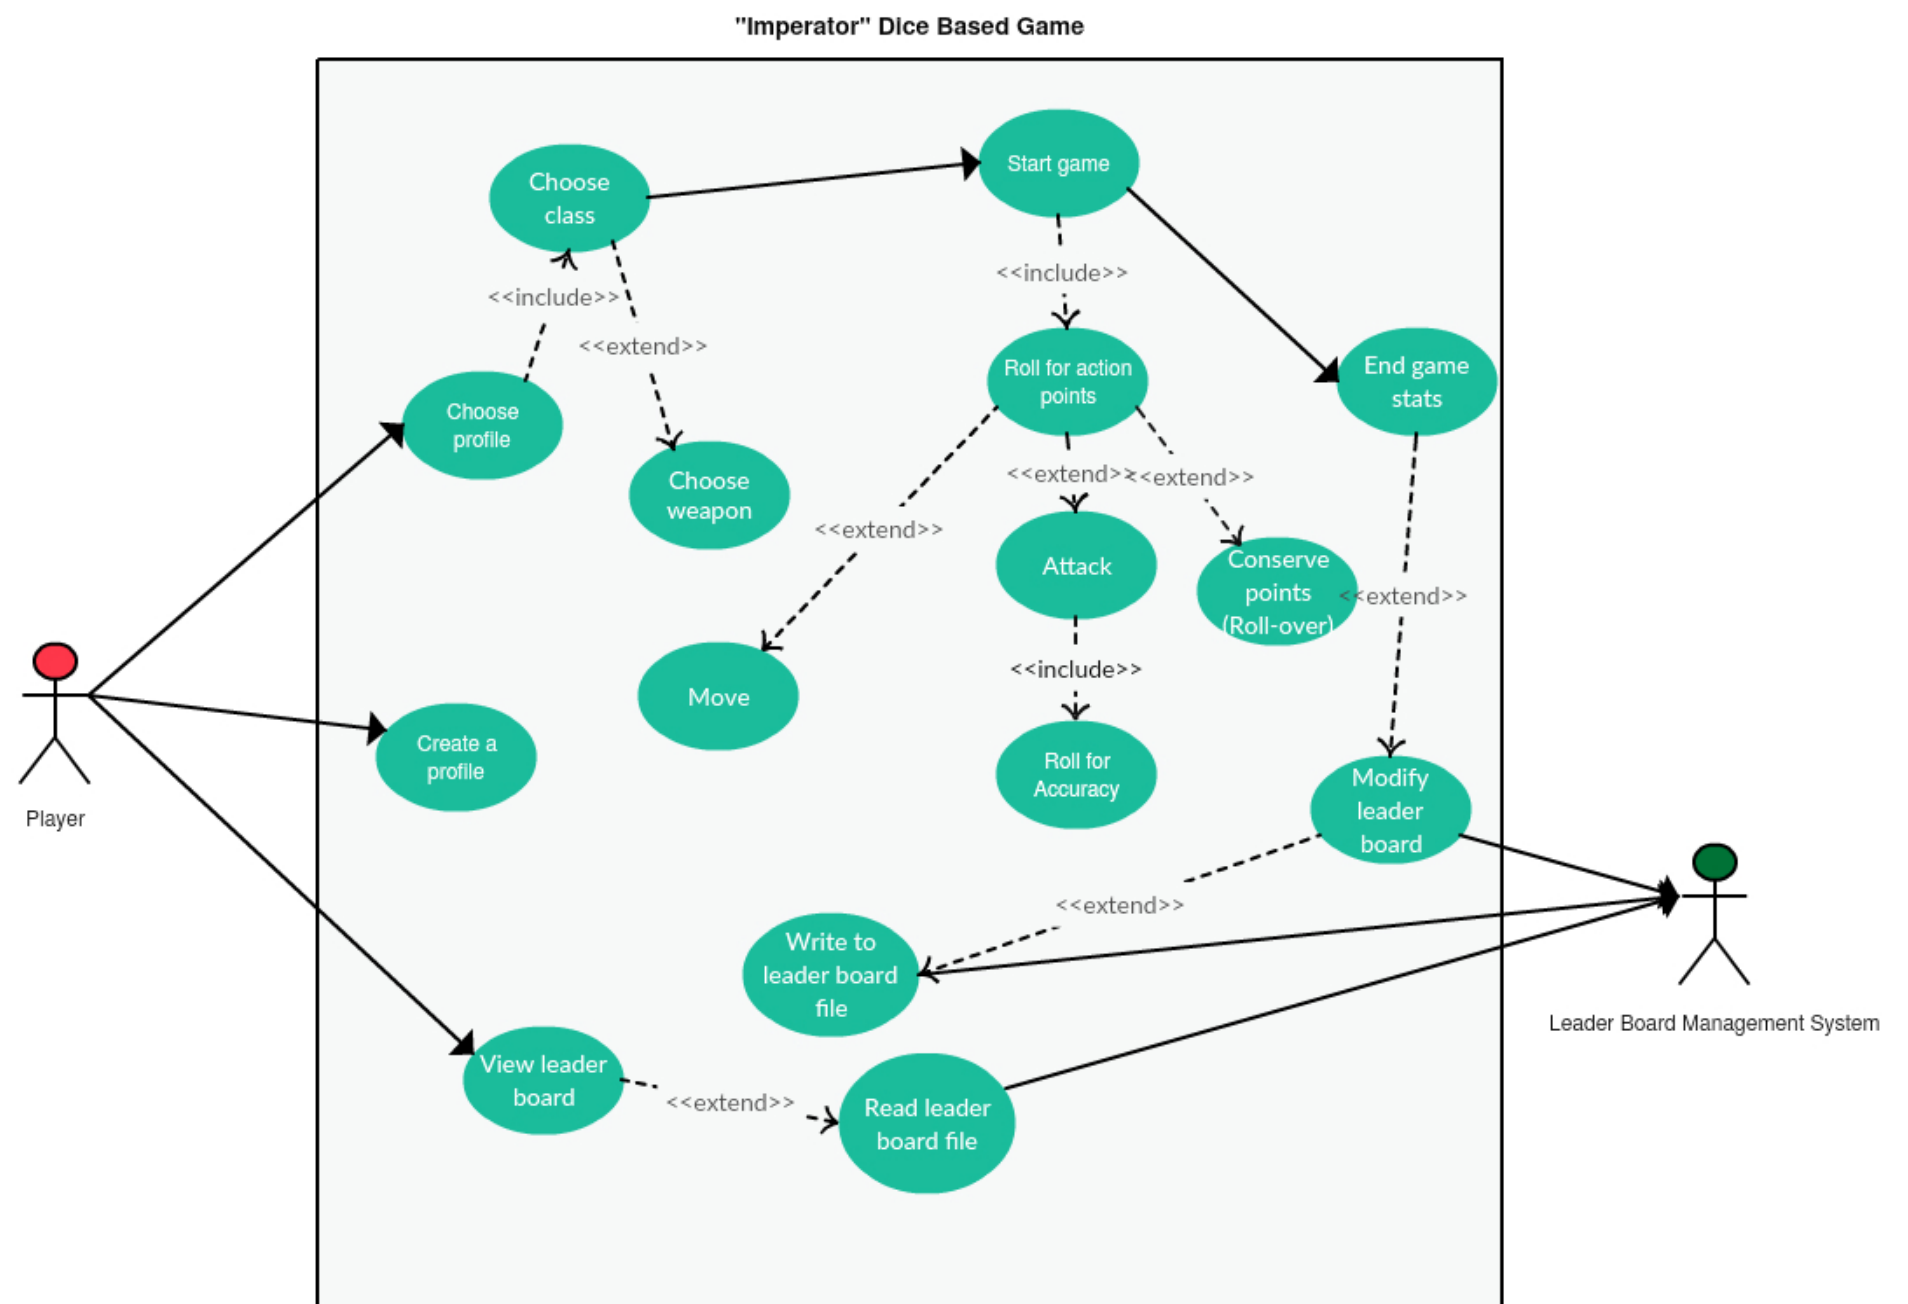 "Imperator" Dice Based Game
Choose
class
Start game
<<include>>
<<include>>
<<extend>>
Choose
profile
Roll for action
points
End game
stats
Choose
weapon
<<extend>>
<<extend>>
<<extend>>
Attack
Conserve
points
(Roll-over)
<<extend>>
Move
<<include>>
Create a
profile
Roll for
Accuracy
Modify
leader
board
Player
<<extend>>
Write to
leader board
file
Leader Board Management System
View leader
board
<<extend>>
Read leader
board file